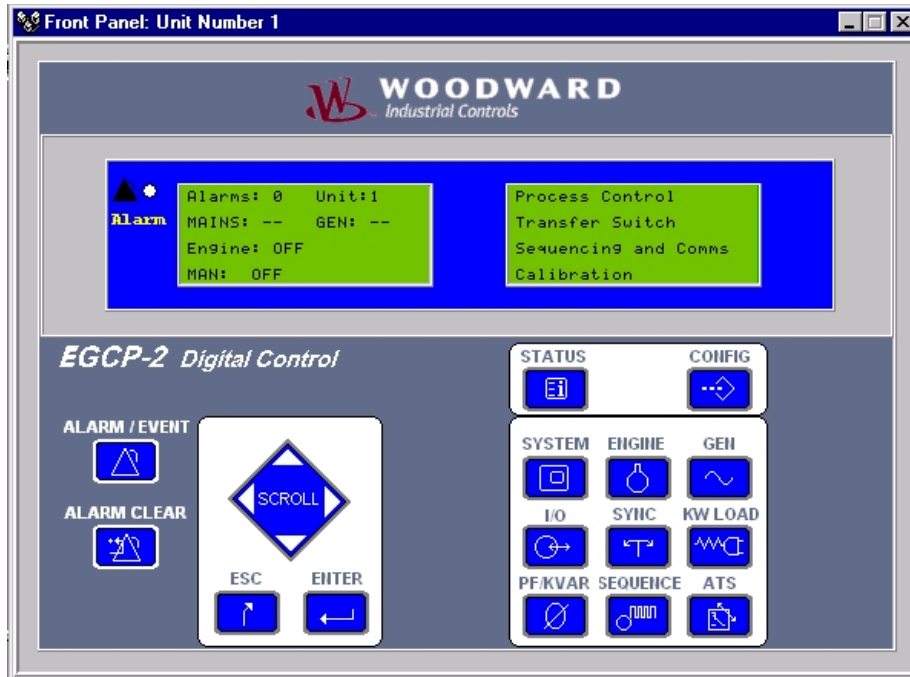 Front Panel: Unit Number 1
WOODWARD
Industrial Controls
Alarm
Alarms: 0 Unit:1
MAINS: -- GEN: --
Engine: OFF
MAN: OFF
Process Control
Transfer Switch
Sequencing and Comms
Calibration
EGCP-2 Digital Control
STATUS CONFIG
ALARM / EVENT
ALARM CLEAR
SCROLL
ESC ENTER
SYSTEM ENGINE GEN
I/O SYNC KW LOAD
PF/KVAR SEQUENCE ATS